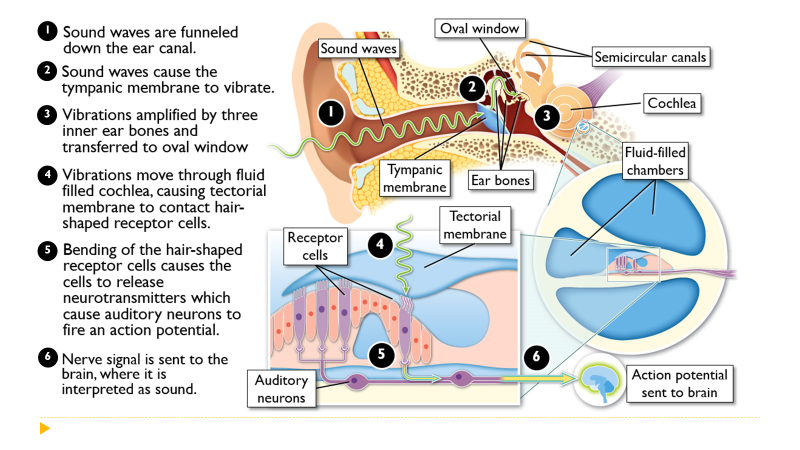 1 Sound waves are funneled
down the ear canal.
2 Sound waves cause the
tympanic membrane to vibrate.
3 Vibrations amplified by three
inner ear bones and
transferred to oval window
4 Vibrations move through fluid
filled cochlea, causing tectorial
membrane to contact hair-
shaped receptor cells.
5 Bending of the hair-shaped
receptor cells causes the
cells to release
neurotransmitters which
cause auditory neurons to
fire an action potential.
6 Nerve signal is sent to the
brain, where it is
interpreted as sound.
Oval window
Sound waves
Semicircular canals
2
1
3
Cochlea
Tympanic
membrane
Ear bones
Fluid-filled
chambers
Tectorial
membrane
Receptor
cells
4
5
6
Auditory
neurons
Action potential
sent to brain